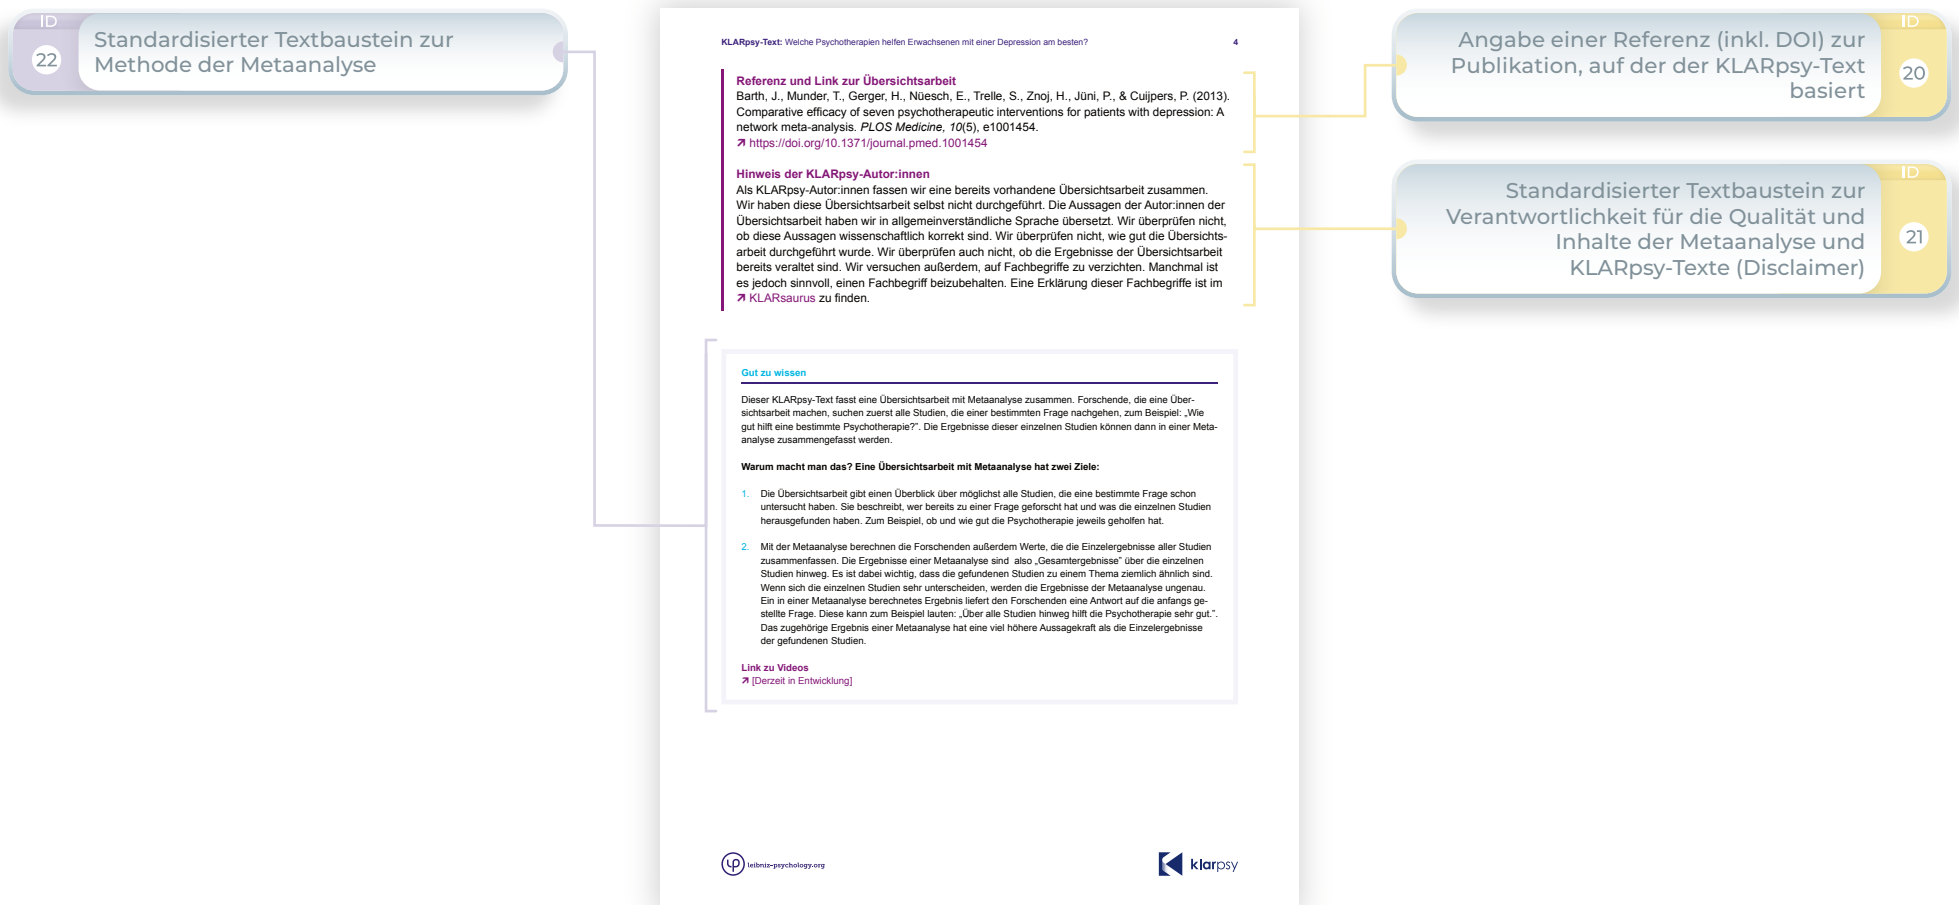 ID
22
Standardisierter Textbaustein zur
Methode der Metaanalyse
KLARpsy-Text: Welche Psychotherapien helfen Erwachsenen mit einer Depression am besten?
4
Referenz und Link zur Übersichtsarbeit
Barth, J., Munder, T., Gerger, H., Nüesch, E., Trelle, S., Znoj, H., Jüni, P., & Cuijpers, P. (2013).
Comparative efficacy of seven psychotherapeutic interventions for patients with depression: A
network meta-analysis. PLOS Medicine, 10(5), e1001454.
↗ https://doi.org/10.1371/journal.pmed.1001454
Hinweis der KLARpsy-Autor:innen
Als KLARpsy-Autor:innen fassen wir eine bereits vorhandene Übersichtsarbeit zusammen.
Wir haben diese Übersichtsarbeit selbst nicht durchgeführt. Die Aussagen der Autor:innen der
Übersichtsarbeit haben wir in allgemeinverständliche Sprache übersetzt. Wir überprüfen nicht,
ob diese Aussagen wissenschaftlich korrekt sind. Wir überprüfen nicht, wie gut die Übersichts-
arbeit durchgeführt wurde. Wir überprüfen auch nicht, ob die Ergebnisse der Übersichtsarbeit
bereits veraltet sind. Wir versuchen außerdem, auf Fachbegriffe zu verzichten. Manchmal ist
es jedoch sinnvoll, einen Fachbegriff beizubehalten. Eine Erklärung dieser Fachbegriffe ist im
↗ KLARsaurus zu finden.
Gut zu wissen
Dieser KLARpsy-Text fasst eine Übersichtsarbeit mit Metaanalyse zusammen. Forschende, die eine Über-
sichtsarbeit machen, suchen zuerst alle Studien, die einer bestimmten Frage nachgehen, zum Beispiel: „Wie
gut hilft eine bestimmte Psychotherapie?". Die Ergebnisse dieser einzelnen Studien können dann in einer Meta-
analyse zusammengefasst werden.
Warum macht man das? Eine Übersichtsarbeit mit Metaanalyse hat zwei Ziele:
1. Die Übersichtsarbeit gibt einen Überblick über möglichst alle Studien, die eine bestimmte Frage schon
untersucht haben. Sie beschreibt, wer bereits zu einer Frage geforscht hat und was die einzelnen Studien
herausgefunden haben. Zum Beispiel, ob und wie gut die Psychotherapie jeweils geholfen hat.
2. Mit der Metaanalyse berechnen die Forschenden außerdem Werte, die die Einzelergebnisse aller Studien
zusammenfassen. Die Ergebnisse einer Metaanalyse sind also „Gesamtergebnisse" über die einzelnen
Studien hinweg. Es ist dabei wichtig, dass die gefundenen Studien zu einem Thema ziemlich ähnlich sind.
Wenn sich die einzelnen Studien sehr unterscheiden, werden die Ergebnisse der Metaanalyse ungenau.
Ein in einer Metaanalyse berechnetes Ergebnis liefert den Forschenden eine Antwort auf die anfangs ge-
stellte Frage. Diese kann zum Beispiel lauten: „Über alle Studien hinweg hilft die Psychotherapie sehr gut.".
Das zugehörige Ergebnis einer Metaanalyse hat eine viel höhere Aussagekraft als die Einzelergebnisse
der gefundenen Studien.
Link zu Videos
↗ [Derzeit in Entwicklung]
leibniz-psychology.org
klarpsy
ID
20
Angabe einer Referenz (inkl. DOI) zur
Publikation, auf der der KLARpsy-Text
basiert
ID
21
Standardisierter Textbaustein zur
Verantwortlichkeit für die Qualität und
Inhalte der Metaanalyse und
KLARpsy-Texte (Disclaimer)